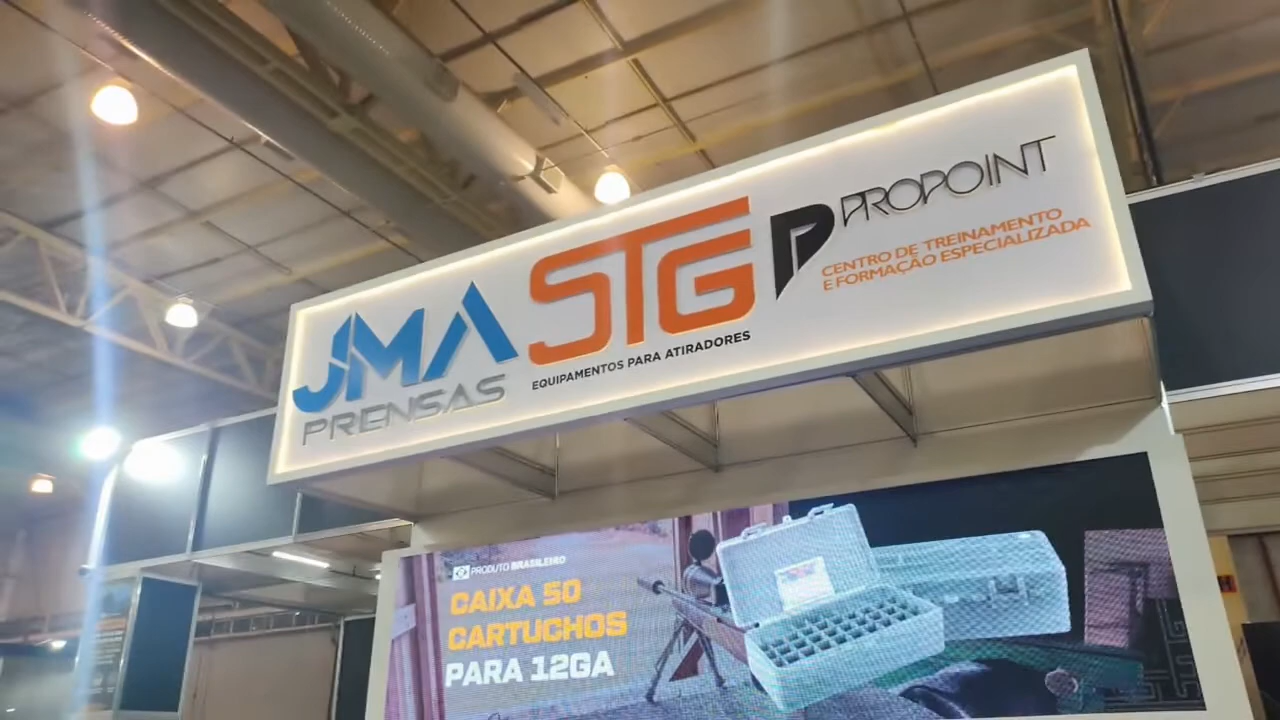 JMA
PRENSAS
STG
EQUIPAMENTOS PARA ATIRADORES
P
PROPOINT
CENTRO DE TREINAMENTO
E FORMAÇÃO ESPECIALIZADA
PRODUTO BRASILEIRO
CAIXA 50
CARTUCHOS
PARA 12GA